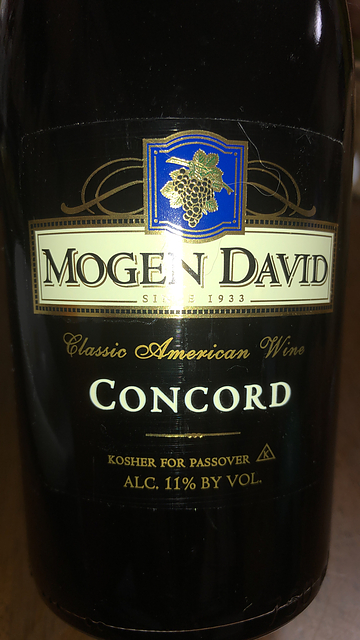 MOGEN DAVID
SINCE 1933
Classic American Wine
CONCORD
KOSHER FOR PASSOVER K
ALC. 11% BY VOL.